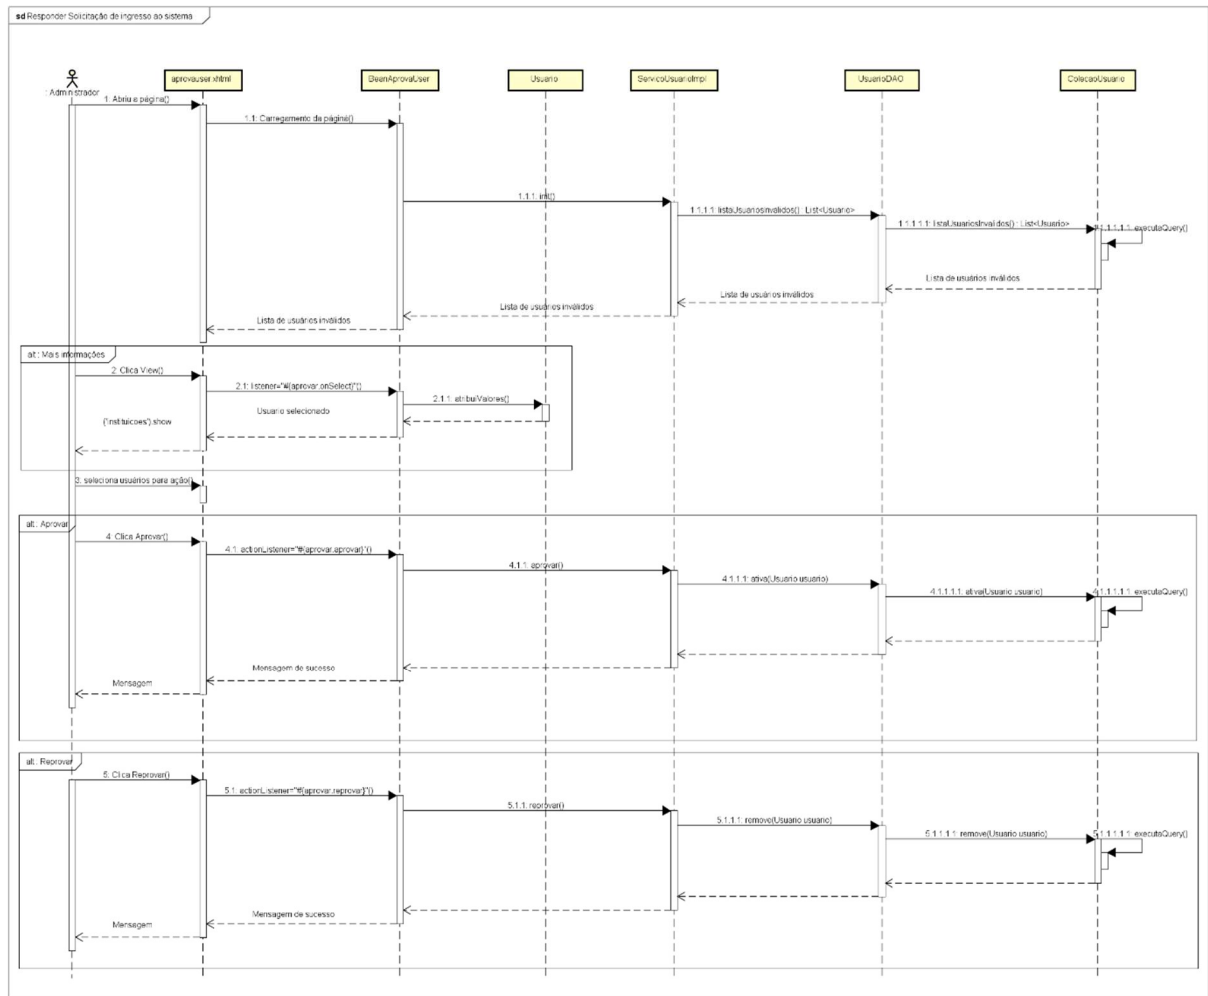 sd Responder Solicitação de ingresso ao sistema
: Administrador
aprovauser.xhtml
BeanAprovaUser
Usuario
ServicoUsuarioImpl
UsuarioDAO
ColecaoUsuario
1: Abriu a página()
1.1: Carregamento da página()
1.1.1: init()
1.1.1.1: listaUsuariosInvalidos() : List<Usuario>
1.1.1.1.1: listaUsuariosInvalidos() : List<Usuario>
1.1.1.1.1.1: executaQuery()
Lista de usuários inválidos
Lista de usuários inválidos
Lista de usuários inválidos
Lista de usuários inválidos
alt : Mais informações
2: Clica View()
2.1: listener="#{aprovar.onSelect}"()
2.1.1: atribuiValores()
Usuario selecionado
('instituicoes').show
3: seleciona usuários para ação()
alt : Aprovar
4: Clica Aprovar()
4.1: actionListener="#{aprovar.aprovar}"()
4.1.1: aprovar()
4.1.1.1: ativa(Usuario usuario)
4.1.1.1.1: ativa(Usuario usuario)
4.1.1.1.1.1: executaQuery()
Mensagem de sucesso
Mensagem
alt : Reprovar
5: Clica Reprovar()
5.1: actionListener="#{aprovar.reprovar}"()
5.1.1: reprovar()
5.1.1.1: remove(Usuario usuario)
5.1.1.1.1: remove(Usuario usuario)
5.1.1.1.1.1: executaQuery()
Mensagem de sucesso
Mensagem